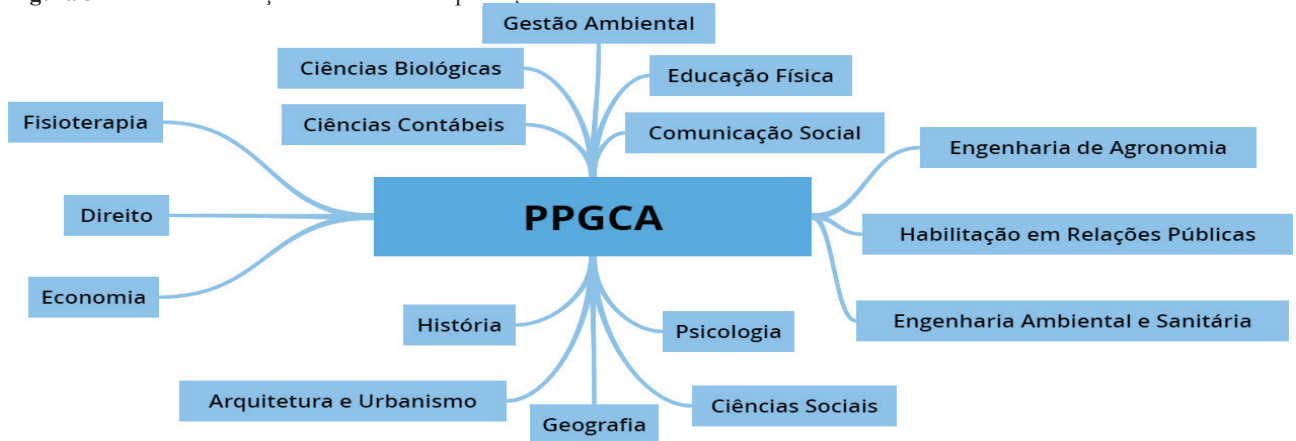 Gestão Ambiental
Ciências Biológicas
Educação Física
Fisioterapia
Ciências Contábeis
Comunicação Social
Engenharia de Agronomia
Direito
PPGCA
Habilitação em Relações Públicas
Economia
História
Psicologia
Engenharia Ambiental e Sanitária
Arquitetura e Urbanismo
Geografia
Ciências Sociais